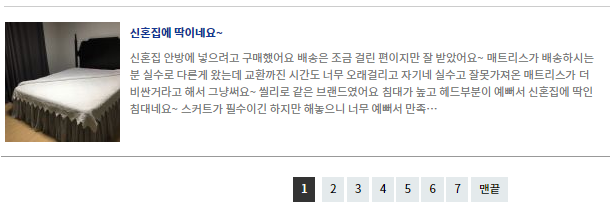 신혼집에 딱이네요~
신혼집 안방에 넣으려고 구매했어요 배송은 조금 걸린 편이지만 잘 받았어요~ 매트리스가 배송하시는
분 실수로 다른게 왔는데 교환까진 시간도 너무 오래걸리고 자기네 실수고 잘못가져온 매트리스가 더
비싼거라고 해서 그냥써요~ 씰리로 같은 브랜드였어요 침대가 높고 헤드부분이 예뻐서 신혼집에 딱인
침대네요~ 스커트가 필수이긴 하지만 해놓으니 너무 예뻐서 만족…
1 2 3 4 5 6 7 맨끝